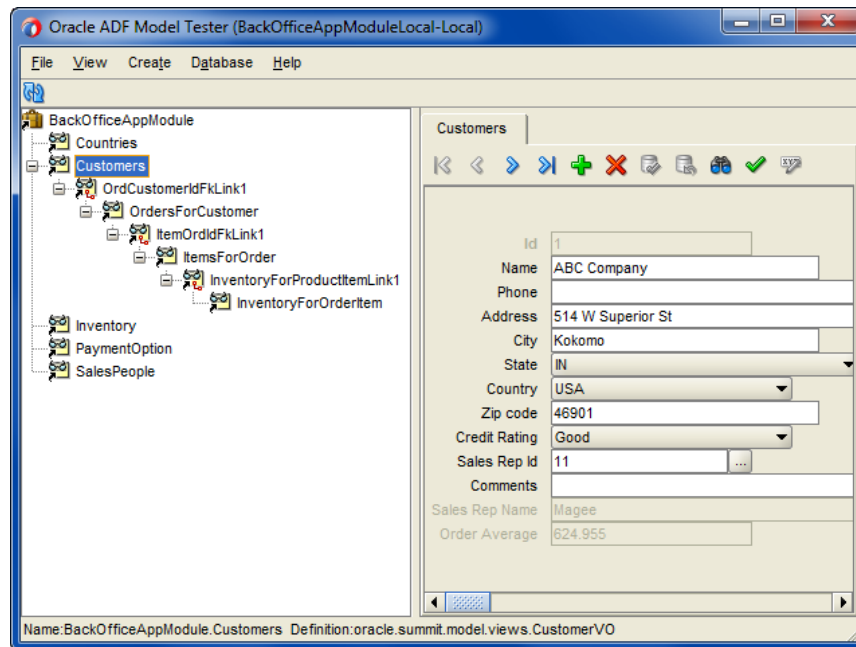 Oracle ADF Model Tester (BackOfficeAppModuleLocal-Local)
File View Create Database Help
BackOfficeAppModule
Countries
Customers
OrdCustomerIdFkLink1
OrdersForCustomer
ItemOrdIdFkLink1
ItemsForOrder
InventoryForProductItemLink1
InventoryForOrderItem
Inventory
PaymentOption
SalesPeople
Customers
xyz
Id 1
Name ABC Company
Phone
Address 514 W Superior St
City Kokomo
State IN
Country USA
Zip code 46901
Credit Rating Good
Sales Rep Id 11 ...
Comments
Sales Rep Name Magee
Order Average 624.955
Name:BackOfficeAppModule.Customers Definition:oracle.summit.model.views.CustomerVO